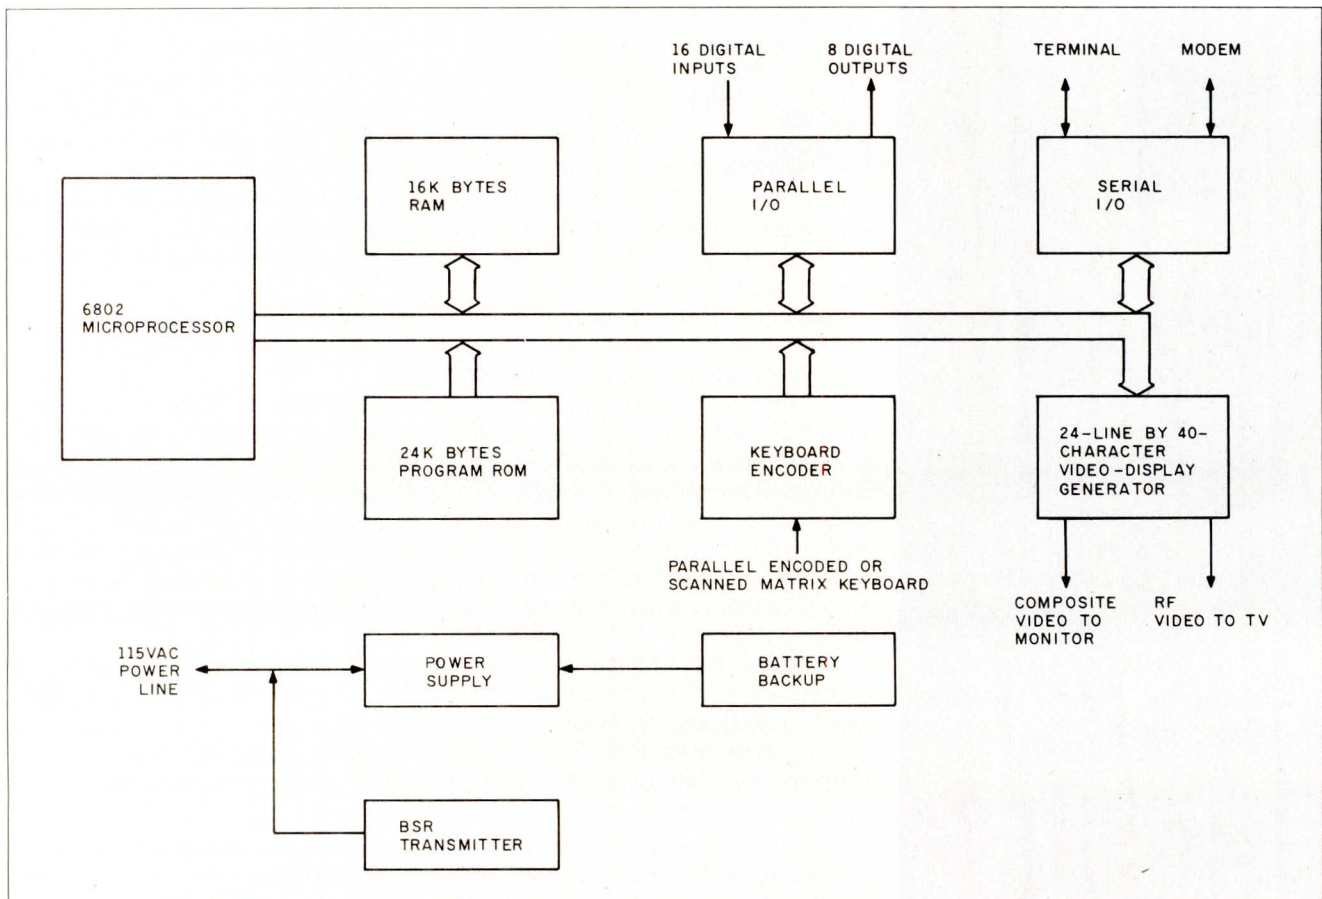 16 DIGITAL
INPUTS
8 DIGITAL
OUTPUTS
TERMINAL
MODEM
16K BYTES
RAM
PARALLEL
I/O
SERIAL
I/O
6802
MICROPROCESSOR
24K BYTES
PROGRAM ROM
KEYBOARD
ENCODER
24-LINE BY 40-
CHARACTER
VIDEO-DISPLAY
GENERATOR
PARALLEL ENCODED OR
SCANNED MATRIX KEYBOARD
COMPOSITE
VIDEO TO
MONITOR
RF
VIDEO TO TV
115VAC
POWER
LINE
POWER
SUPPLY
BATTERY
BACKUP
BSR
TRANSMITTER